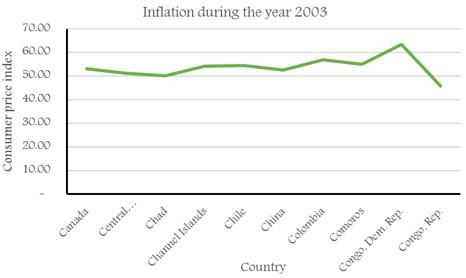 Inflation during the year 2003
Consumer price index
70.00
60.00
50.00
40.00
30.00
20.00
10.00
-
Canada
Central...
Chad
Channel Islands
Chile
China
Colombia
Comoros
Congo, Dem. Rep.
Congo, Rep.
Country